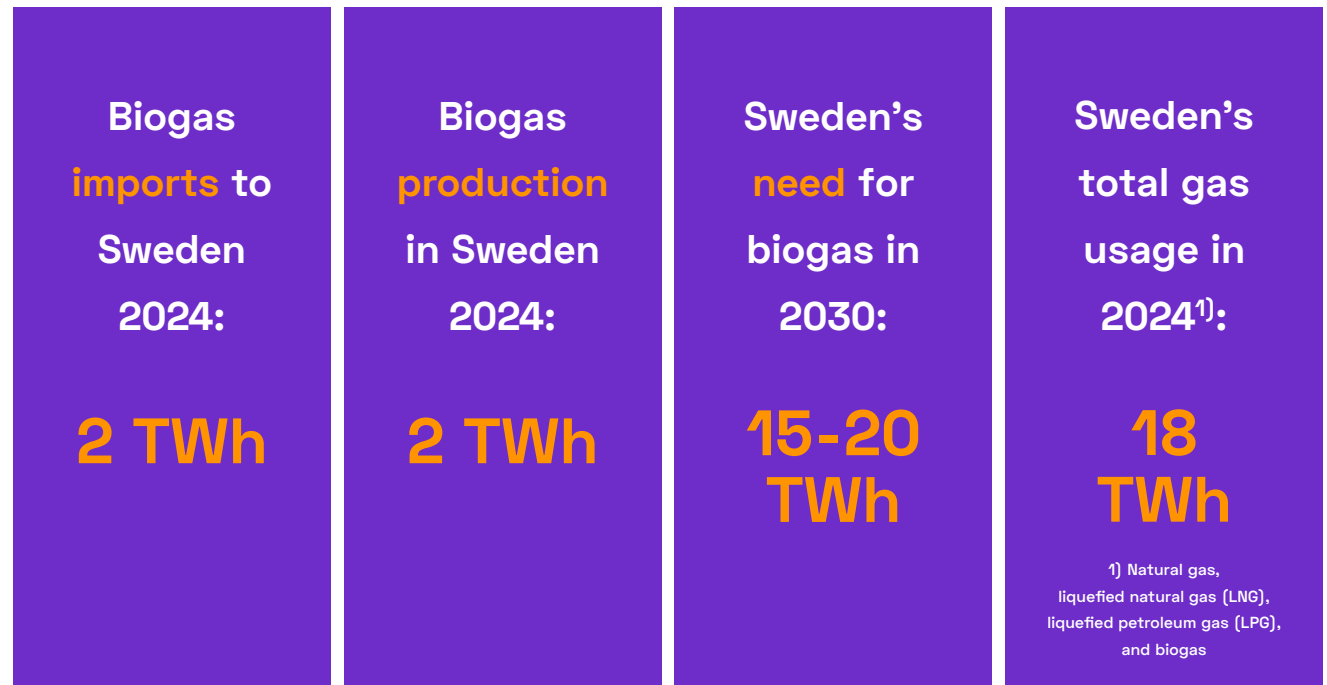 Biogas
imports to
Sweden
2024:
2 TWh
Biogas
production
in Sweden
2024:
2 TWh
Sweden’s
need for
biogas in
2030:
15-20
TWh
Sweden’s
total gas
usage in
2024¹⁾:
18
TWh
1) Natural gas,
liquefied natural gas (LNG),
liquefied petroleum gas (LPG),
and biogas